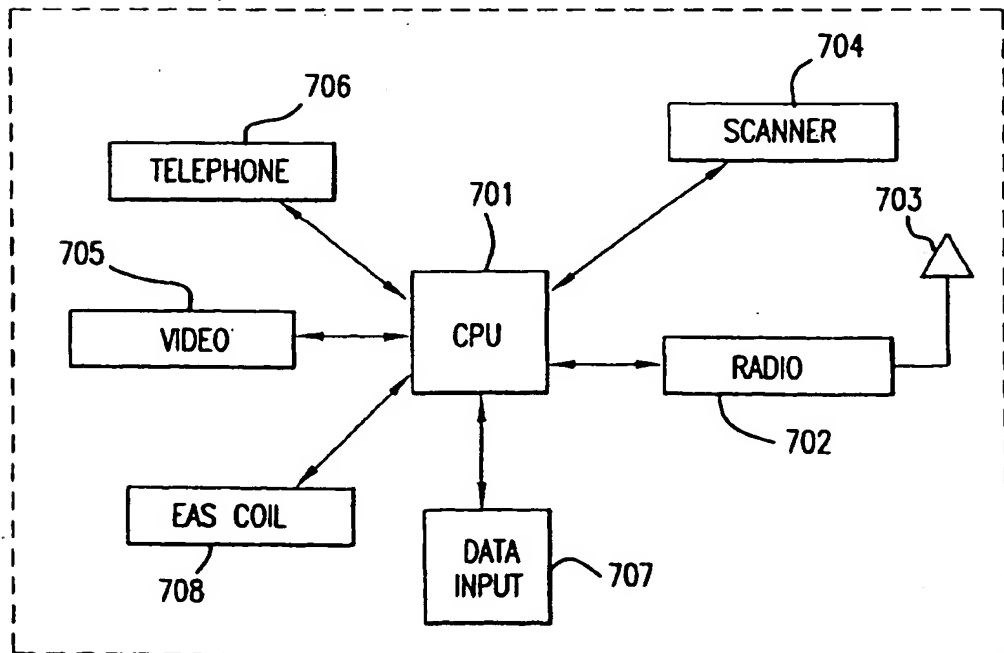 704
706
SCANNER
TELEPHONE
701
703
705
VIDEO
CPU
RADIO
702
EAS COIL
708
DATA
INPUT
707